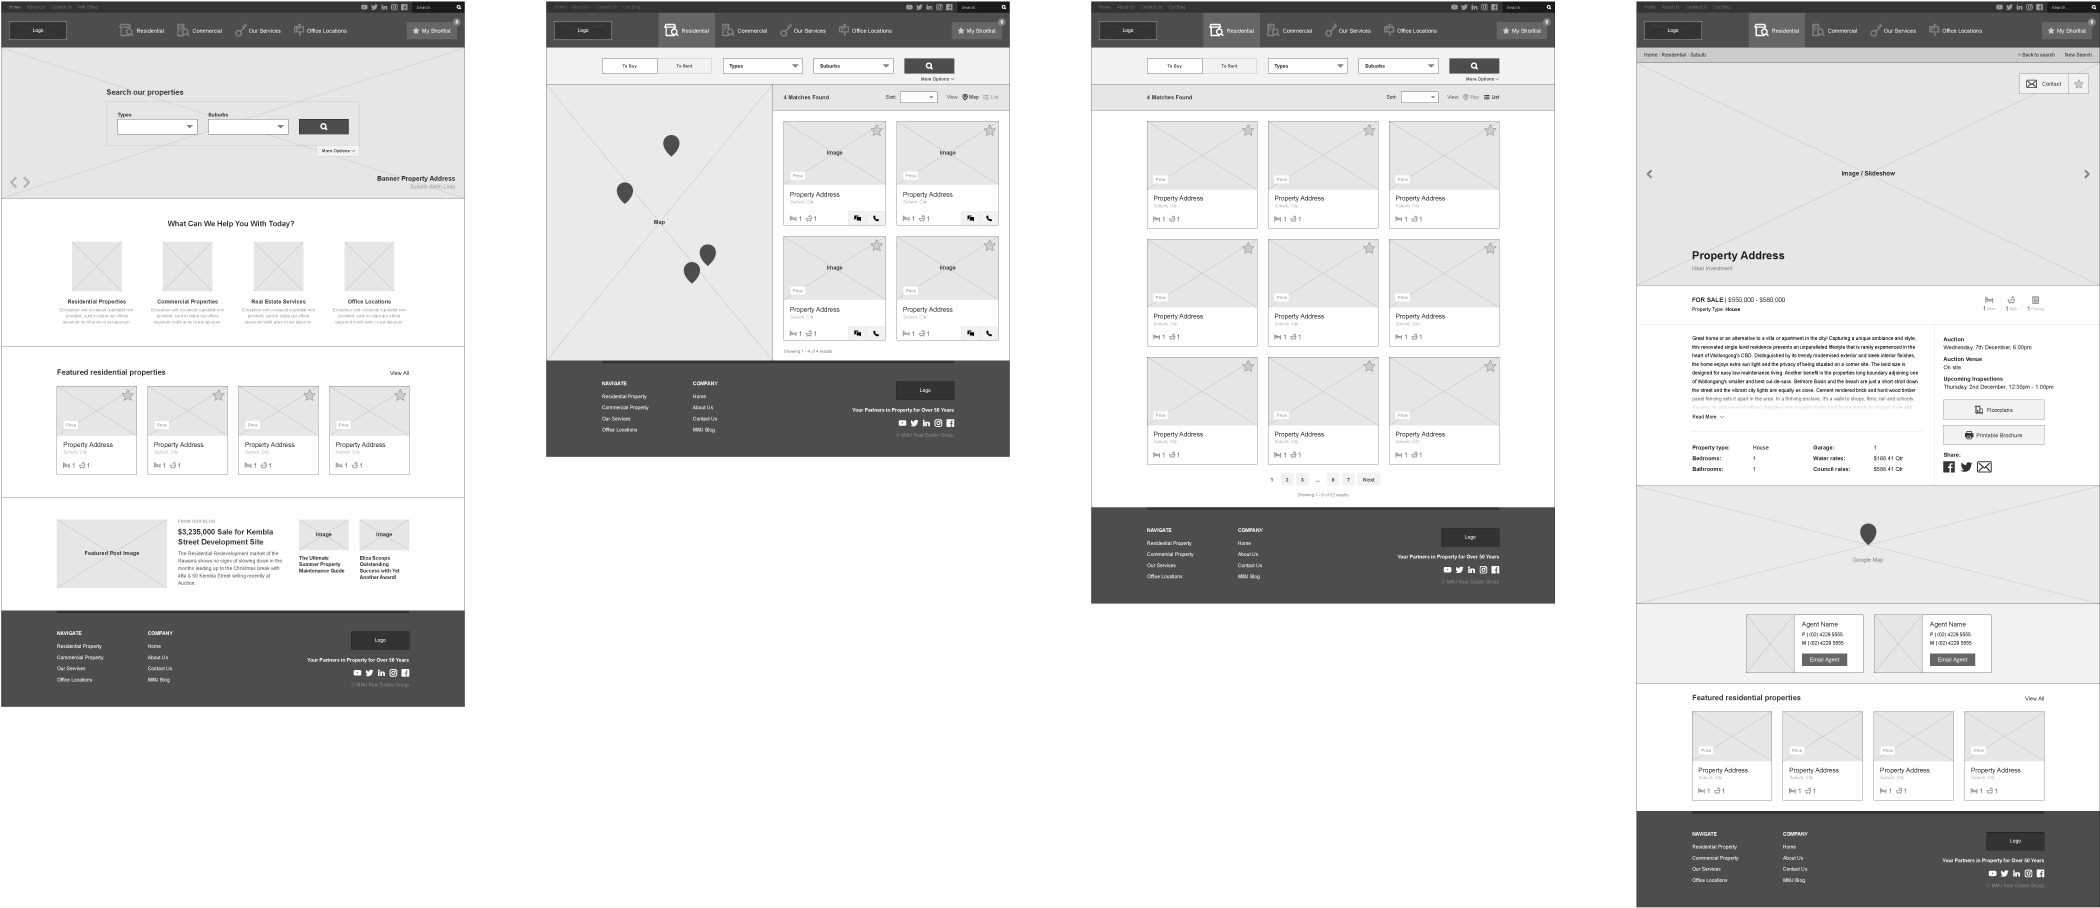 Home About Us Contact Us MMJ Blog
Search...
Logo
Residential
Commercial
Our Services
Office Locations
My Shortlist
Search our properties
Types
Suburbs
More Options
Banner Property Address
What Can We Help You With Today?
Residential Properties
Commercial Properties
Real Estate Services
Office Locations
Featured residential properties
View All
Price
Price
Price
Price
Property Address
Property Address
Property Address
Property Address
Suburb, City
Suburb, City
Suburb, City
Suburb, City
1 1
1 1
1 1
1 1
Featured Post Image
FROM OUR BLOG
$3,235,000 Sale for Kembla
Street Development Site
The Residential Redevelopment market of the
Illawarra shows no signs of slowing down in the
months leading up to the Christmas break with
48a & 50 Kembla Street selling recently at
Auction.
Image
The Ultimate
Summer Property
Maintenance Guide
Image
Eliza Scoops
Outstanding
Success with Yet
Another Award!
NAVIGATE
Residential Property
Commercial Property
Our Services
Office Locations
COMPANY
Home
About Us
Contact Us
MMJ Blog
Logo
Your Partners in Property for Over 50 Years
© MMJ Real Estate Group
Home About Us Contact Us Our Blog
Search...
Logo
Residential
Commercial
Our Services
Office Locations
My Shortlist
To Buy
To Rent
Types
Suburbs
More Options
Map
4 Matches Found
Sort:
View: Map List
Image
Price
Property Address
Suburb, City
1 1
Image
Price
Property Address
Suburb, City
1 1
Image
Price
Property Address
Suburb, City
1 1
Image
Price
Property Address
Suburb, City
1 1
Showing 1 - 4 of 4 results
NAVIGATE
Residential Property
Commercial Property
Our Services
Office Locations
COMPANY
Home
About Us
Contact Us
MMJ Blog
Logo
Your Partners in Property for Over 50 Years
© MMJ Real Estate Group
Home About Us Contact Us Our Blog
Search...
Logo
Residential
Commercial
Our Services
Office Locations
My Shortlist
To Buy
To Rent
Types
Suburbs
More Options
4 Matches Found
Sort:
View: Map List
Price
Price
Price
Property Address
Property Address
Property Address
Suburb, City
Suburb, City
Suburb, City
1 1
1 1
1 1
Price
Price
Price
Property Address
Property Address
Property Address
Suburb, City
Suburb, City
Suburb, City
1 1
1 1
1 1
Price
Price
Price
Property Address
Property Address
Property Address
Suburb, City
Suburb, City
Suburb, City
1 1
1 1
1 1
1 2 3 ... 6 7 Next
NAVIGATE
Residential Property
Commercial Property
Our Services
Office Locations
COMPANY
Home
About Us
Contact Us
MMJ Blog
Logo
Your Partners in Property for Over 50 Years
© MMJ Real Estate Group
Home About Us Contact Us Our Blog
Search...
Logo
Residential
Commercial
Our Services
Office Locations
My Shortlist
Home / Residential / Suburb
< Back to search
New Search
Contact
Image / Slideshow
Property Address
Ideal Investment
FOR SALE | $550,000 - $580,000
Property Type: House
1
1
1
Great home or an alternative to a villa or apartment in the city! Capturing a unique ambiance and style,
this renovated single level residence presents an unparalleled lifestyle that is rarely experienced in the
heart of Wollongong's CBD. Distinguished by its trendy modernised exterior and sleek interior finishes,
the home enjoys extra sun light and the privacy of being situated on a corner site. The land size is
designed for easy low maintenance living. Another benefit is the properties long boundary adjoining one
of Wollongong's smaller and best cul-de-sacs. Belmore Basin and the beach are just a short stroll down
the street and the vibrant city lights are equally as close. Cement rendered brick and hard wood timber
panel fencing sets it apart in the area. In a thriving enclave, it's a walk to shops, ferry, rail and schools.
Read More
Property type: House
Bedrooms: 1
Bathrooms: 1
Garage: 1
Water rates: $168.41 Qtr
Council rates: $588.41 Qtr
Auction
Wednesday, 7th December, 6:00pm
Auction Venue
On site
Upcoming Inspections
Thursday, 2nd December, 12:30pm - 1:00pm
Floorplans
Printable Brochure
Share:
Google Map
Agent Name
P | (02) 4229 5555
M | (02) 4229 5555
Email Agent
Agent Name
P | (02) 4229 5555
M | (02) 4229 5555
Email Agent
Featured residential properties
View All
Price
Price
Price
Price
Property Address
Property Address
Property Address
Property Address
Suburb, City
Suburb, City
Suburb, City
Suburb, City
1 1
1 1
1 1
1 1
NAVIGATE
Residential Property
Commercial Property
Our Services
Office Locations
COMPANY
Home
About Us
Contact Us
MMJ Blog
Logo
Your Partners in Property for Over 50 Years
© MMJ Real Estate Group